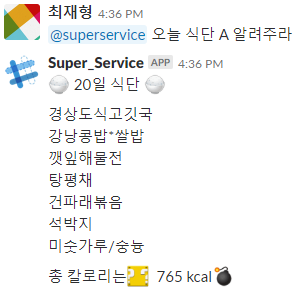 최재형 4:36 PM
@superservice 오늘 식단 A 알려주라
Super_Service APP 4:36 PM
20일 식단
경상도식고깃국
강낭콩밥*쌀밥
깻잎해물전
탕평채
건파래볶음
석박지
미숫가루/숭늉
총 칼로리는 765 kcal